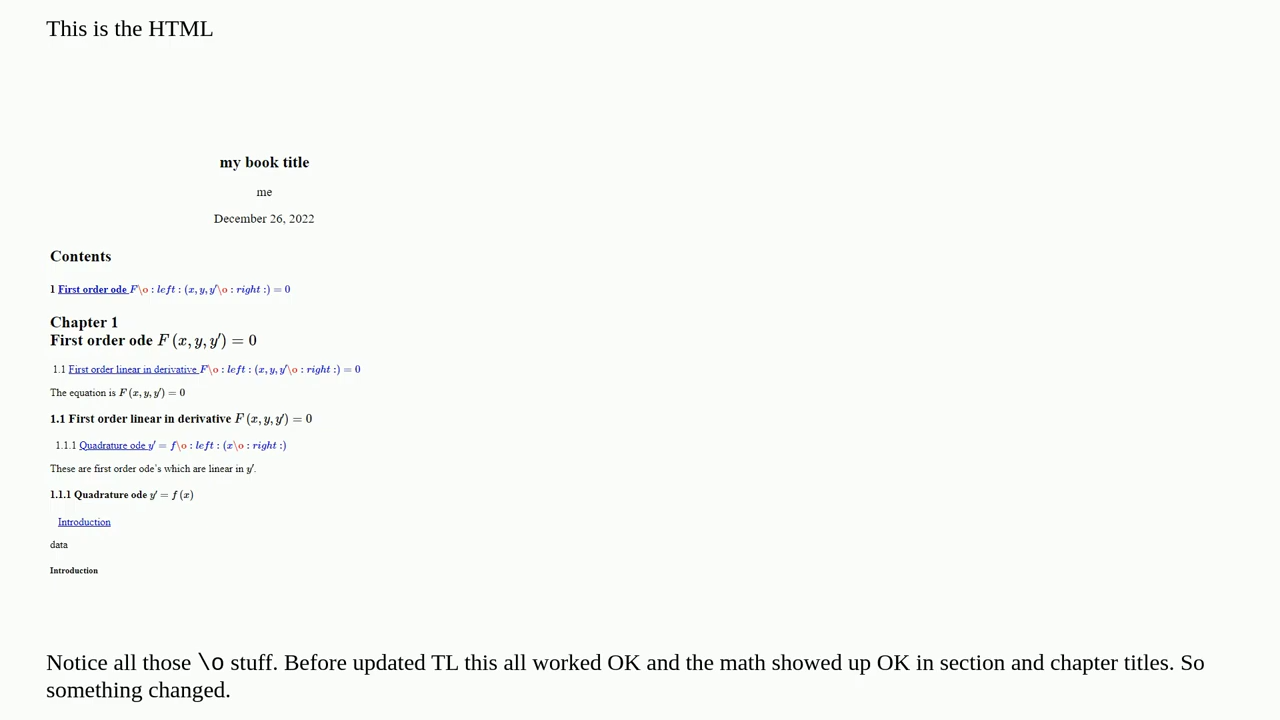 This is the HTML
my book title
me
December 26, 2022
Contents
1 First order ode F\o : left : (x, y, y′\o : right :) = 0
Chapter 1
First order ode F (x, y, y′) = 0
1.1 First order linear in derivative F\o : left : (x, y, y′\o : right :) = 0
The equation is F (x, y, y′) = 0
1.1 First order linear in derivative F (x, y, y′) = 0
1.1.1 Quadrature ode y′ = f\o : left : (x\o : right :)
These are first order ode's which are linear in y′.
1.1.1 Quadrature ode y′ = f (x)
Introduction
data
Introduction
Notice all those \o stuff. Before updated TL this all worked OK and the math showed up OK in section and chapter titles. So
something changed.